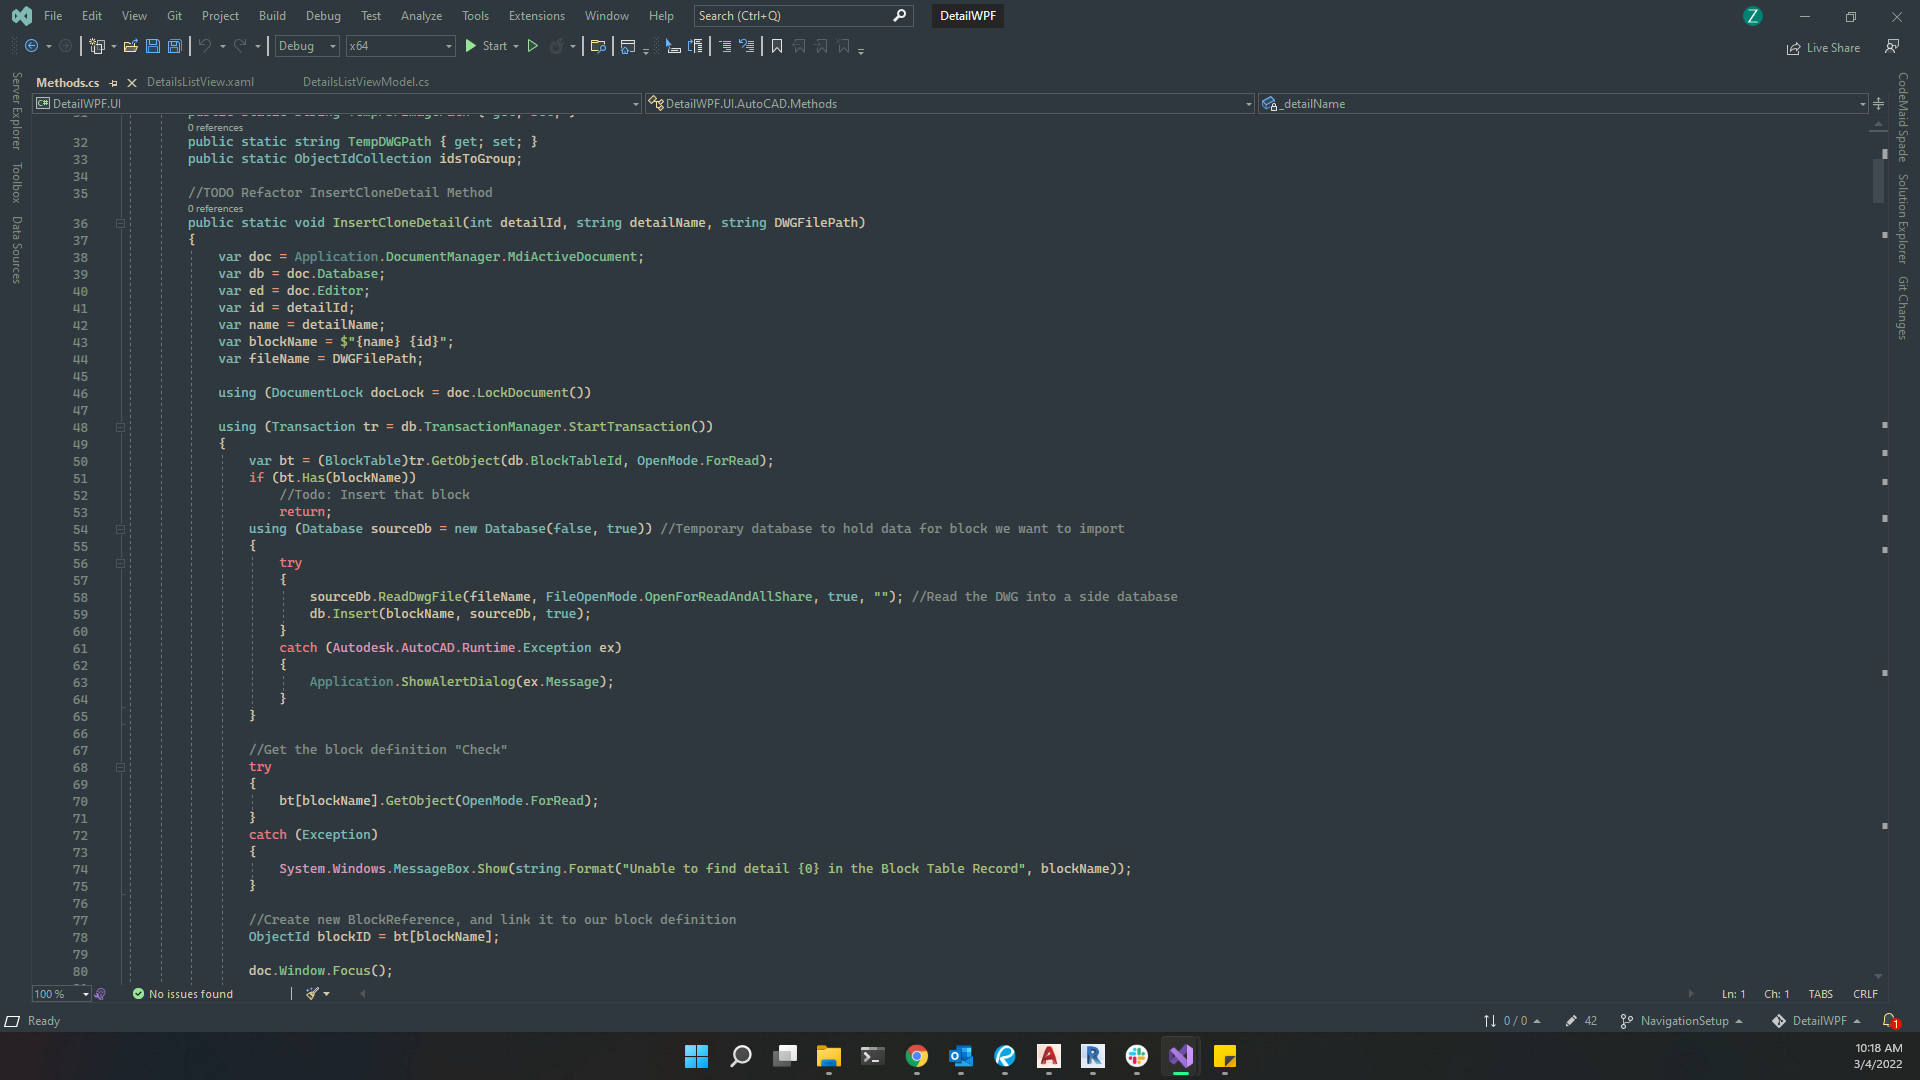 File Edit View Git Project Build Debug Test Analyze Tools Extensions Window Help Search (Ctrl+Q) DetailWPF Z
Debug x64 Start Live Share
Methods.cs DetailsListView.xaml DetailsListViewModel.cs
DetailWPF.UI DetailWPF.UI.AutoCAD.Methods _detailName
Server Explorer
Toolbox
Data Sources
CodeMaid Spade
Solution Explorer
Git Changes
0 references
32 public static string TempDWGPath { get; set; }
33 public static ObjectIdCollection idsToGroup;
34
35 //TODO Refactor InsertCloneDetail Method
0 references
36 public static void InsertCloneDetail(int detailId, string detailName, string DWGFilePath)
37 {
38 var doc = Application.DocumentManager.MdiActiveDocument;
39 var db = doc.Database;
40 var ed = doc.Editor;
41 var id = detailId;
42 var name = detailName;
43 var blockName = $"{name} {id}";
44 var fileName = DWGFilePath;
45
46 using (DocumentLock docLock = doc.LockDocument())
47
48 using (Transaction tr = db.TransactionManager.StartTransaction())
49 {
50 var bt = (BlockTable)tr.GetObject(db.BlockTableId, OpenMode.ForRead);
51 if (bt.Has(blockName))
52 //Todo: Insert that block
53 return;
54 using (Database sourceDb = new Database(false, true)) //Temporary database to hold data for block we want to import
55 {
56 try
57 {
58 sourceDb.ReadDwgFile(fileName, FileOpenMode.OpenForReadAndAllShare, true, ""); //Read the DWG into a side database
59 db.Insert(blockName, sourceDb, true);
60 }
61 catch (Autodesk.AutoCAD.Runtime.Exception ex)
62 {
63 Application.ShowAlertDialog(ex.Message);
64 }
65 }
66
67 //Get the block definition "Check"
68 try
69 {
70 bt[blockName].GetObject(OpenMode.ForRead);
71 }
72 catch (Exception)
73 {
74 System.Windows.MessageBox.Show(string.Format("Unable to find detail {0} in the Block Table Record", blockName));
75 }
76
77 //Create new BlockReference, and link it to our block definition
78 ObjectId blockID = bt[blockName];
79
80 doc.Window.Focus();
100 % No issues found Ln: 1 Ch: 1 TABS CRLF
Ready 0 / 0 42 NavigationSetup DetailWPF 1
10:18 AM
3/4/2022